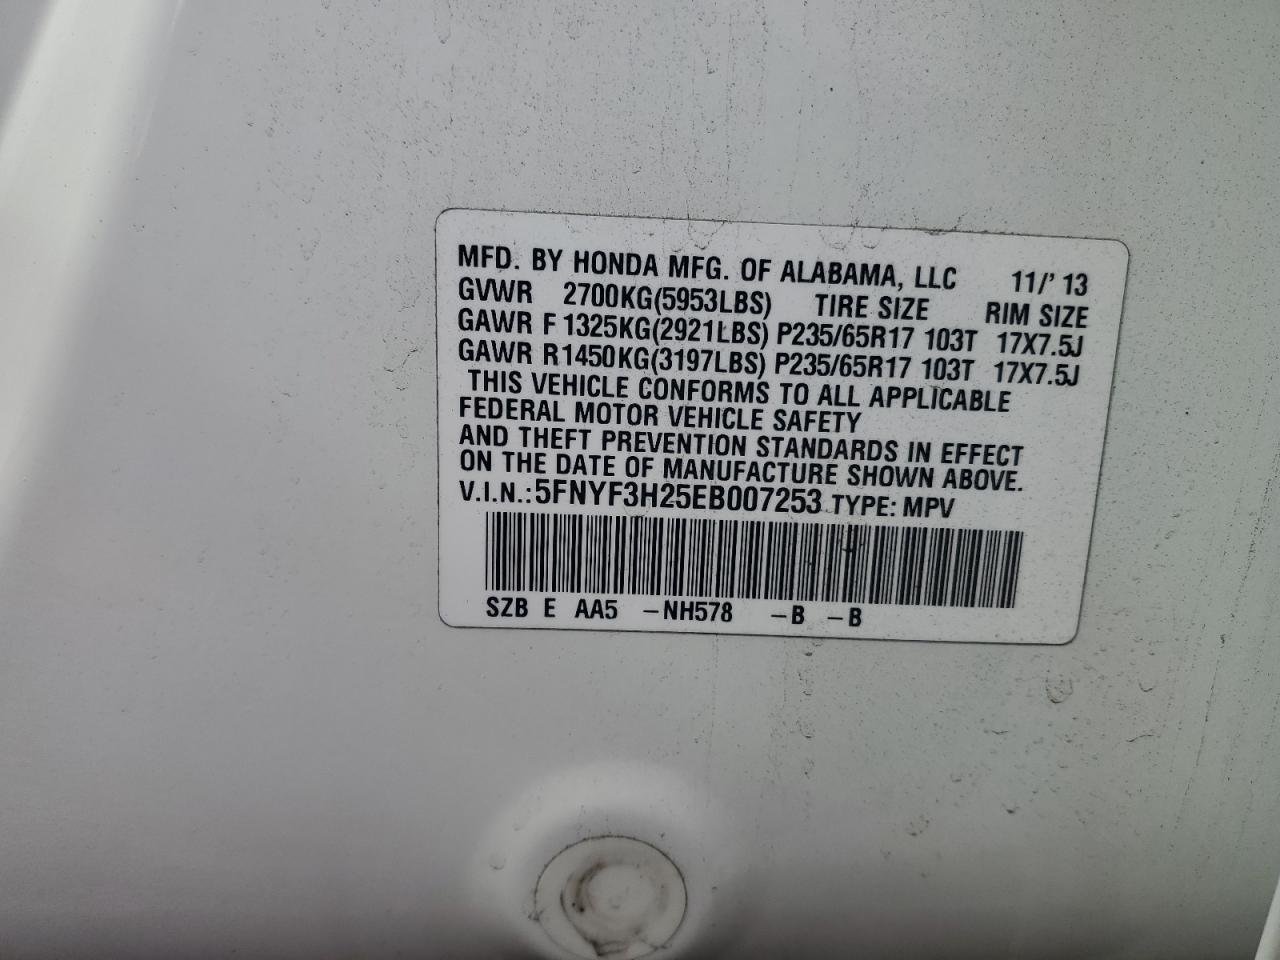 MFD. BY HONDA MFG. OF ALABAMA, LLC 11/'13
GVWR 2700KG(5953LBS) TIRE SIZE RIM SIZE
GAWR F 1325KG(2921LBS) P235/65R17 103T 17X7.5J
GAWR R1450KG(3197LBS) P235/65R17 103T 17X7.5J
THIS VEHICLE CONFORMS TO ALL APPLICABLE
FEDERAL MOTOR VEHICLE SAFETY
AND THEFT PREVENTION STANDARDS IN EFFECT
ON THE DATE OF MANUFACTURE SHOWN ABOVE.
V.I.N.:5FNYF3H25EB007253 TYPE: MPV
SZB E AA5 -NH578 -B -B